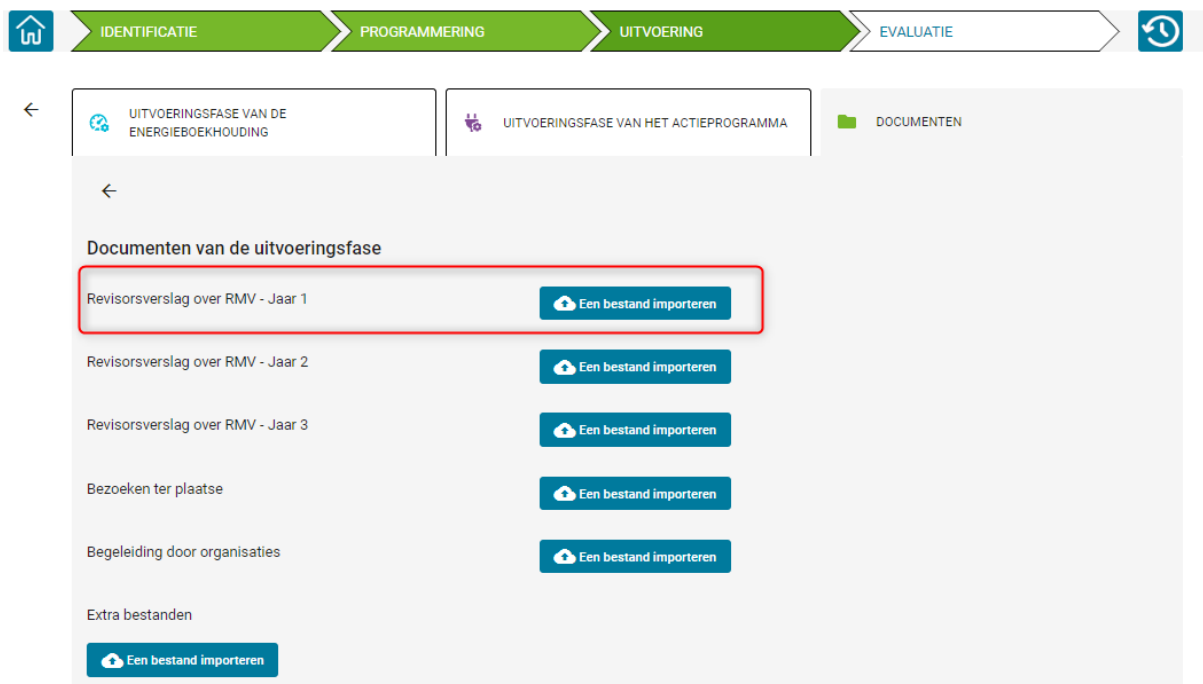 IDENTIFICATIE
PROGRAMMERING
UITVOERING
EVALUATIE
UITVOERINGSFASE VAN DE
ENERGIEBOEKHOUDING
UITVOERINGSFASE VAN HET ACTIEPROGRAMMA
DOCUMENTEN
Documenten van de uitvoeringsfase
Revisorsverslag over RMV - Jaar 1
Een bestand importeren
Revisorsverslag over RMV - Jaar 2
Een bestand importeren
Revisorsverslag over RMV - Jaar 3
Een bestand importeren
Bezoeken ter plaatse
Een bestand importeren
Begeleiding door organisaties
Een bestand importeren
Extra bestanden
Een bestand importeren